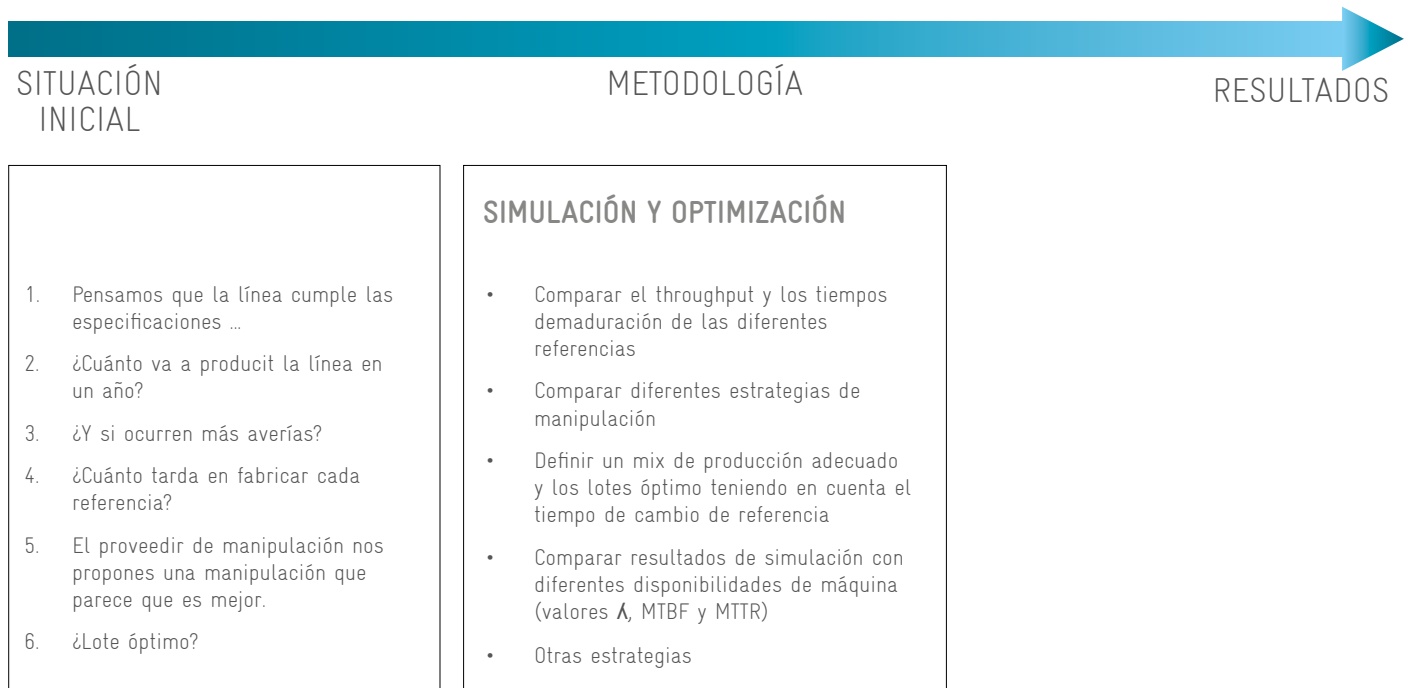 SITUACIÓN
INICIAL
METODOLOGÍA
RESULTADOS
1. Pensamos que la línea cumple las
especificaciones ...
2. ¿Cuánto va a producit la línea en
un año?
3. ¿Y si ocurren más averías?
4. ¿Cuánto tarda en fabricar cada
referencia?
5. El proveedir de manipulación nos
propones una manipulación que
parece que es mejor.
6. ¿Lote óptimo?
SIMULACIÓN Y OPTIMIZACIÓN
• Comparar el throughput y los tiempos
demaduración de las diferentes
referencias
• Comparar diferentes estrategias de
manipulación
• Definir un mix de producción adecuado
y los lotes óptimo teniendo en cuenta el
tiempo de cambio de referencia
• Comparar resultados de simulación con
diferentes disponibilidades de máquina
(valores ʎ, MTBF y MTTR)
• Otras estrategias